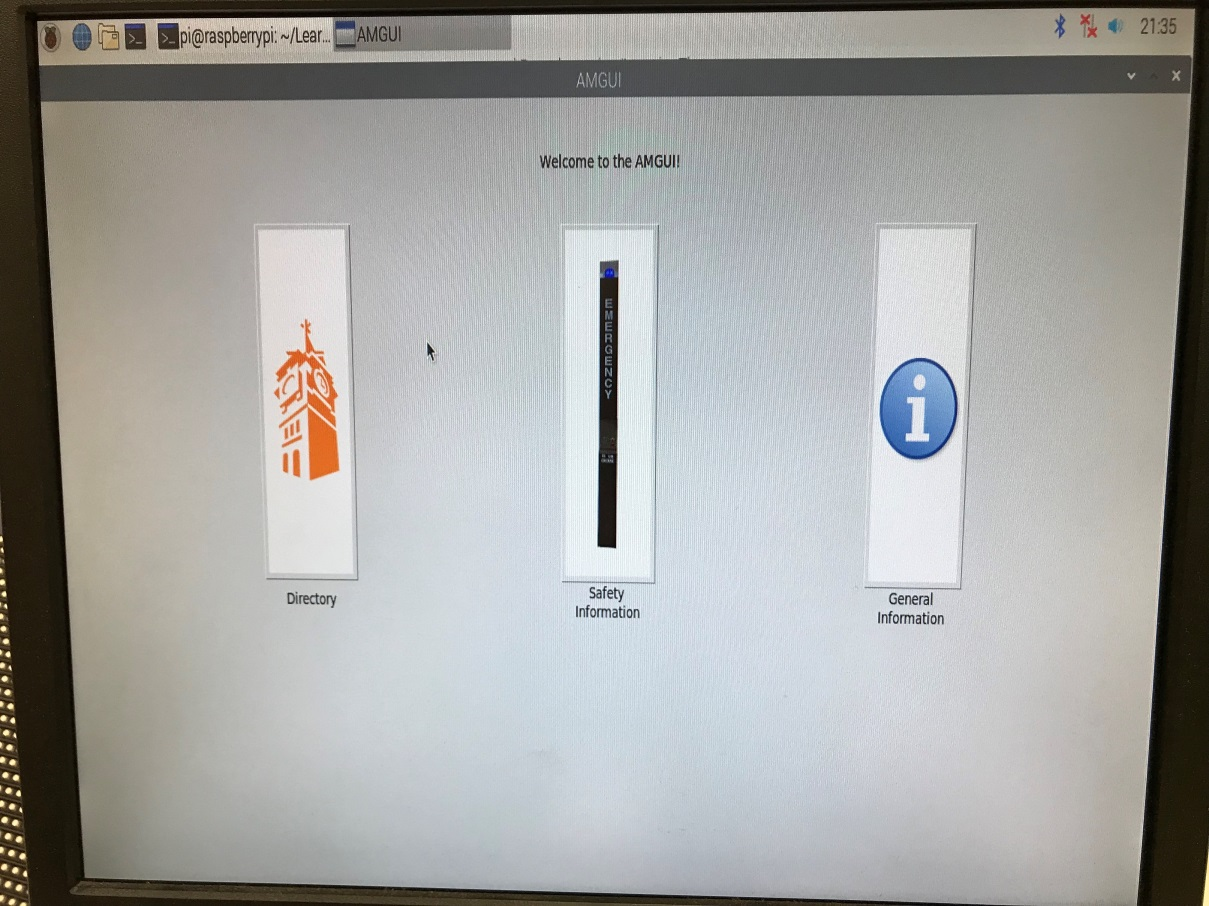 pi@raspberrypi: ~/Lear...
AMGUI
21:35
AMGUI
Welcome to the AMGUI!
EMERGENCY
Directory
Safety
Information
General
Information